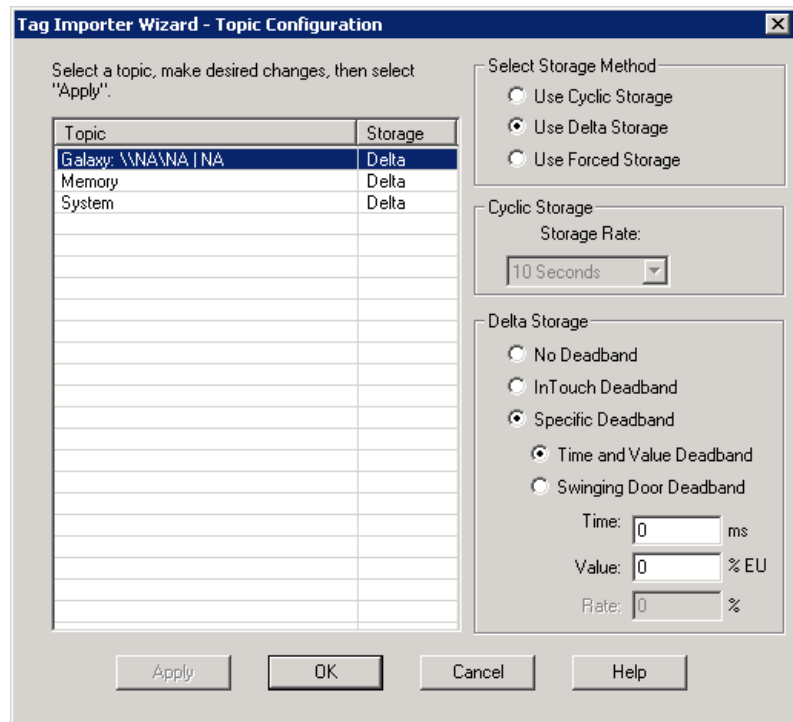 Tag Importer Wizard - Topic Configuration
Select a topic, make desired changes, then select
"Apply".
Topic Storage
Galaxy: \\NA\NA | NA Delta
Memory Delta
System Delta
Select Storage Method
Use Cyclic Storage
Use Delta Storage
Use Forced Storage
Cyclic Storage
Storage Rate:
10 Seconds
Delta Storage
No Deadband
InTouch Deadband
Specific Deadband
Time and Value Deadband
Swinging Door Deadband
Time: 0 ms
Value: 0 % EU
Rate: 0 %
Apply OK Cancel Help